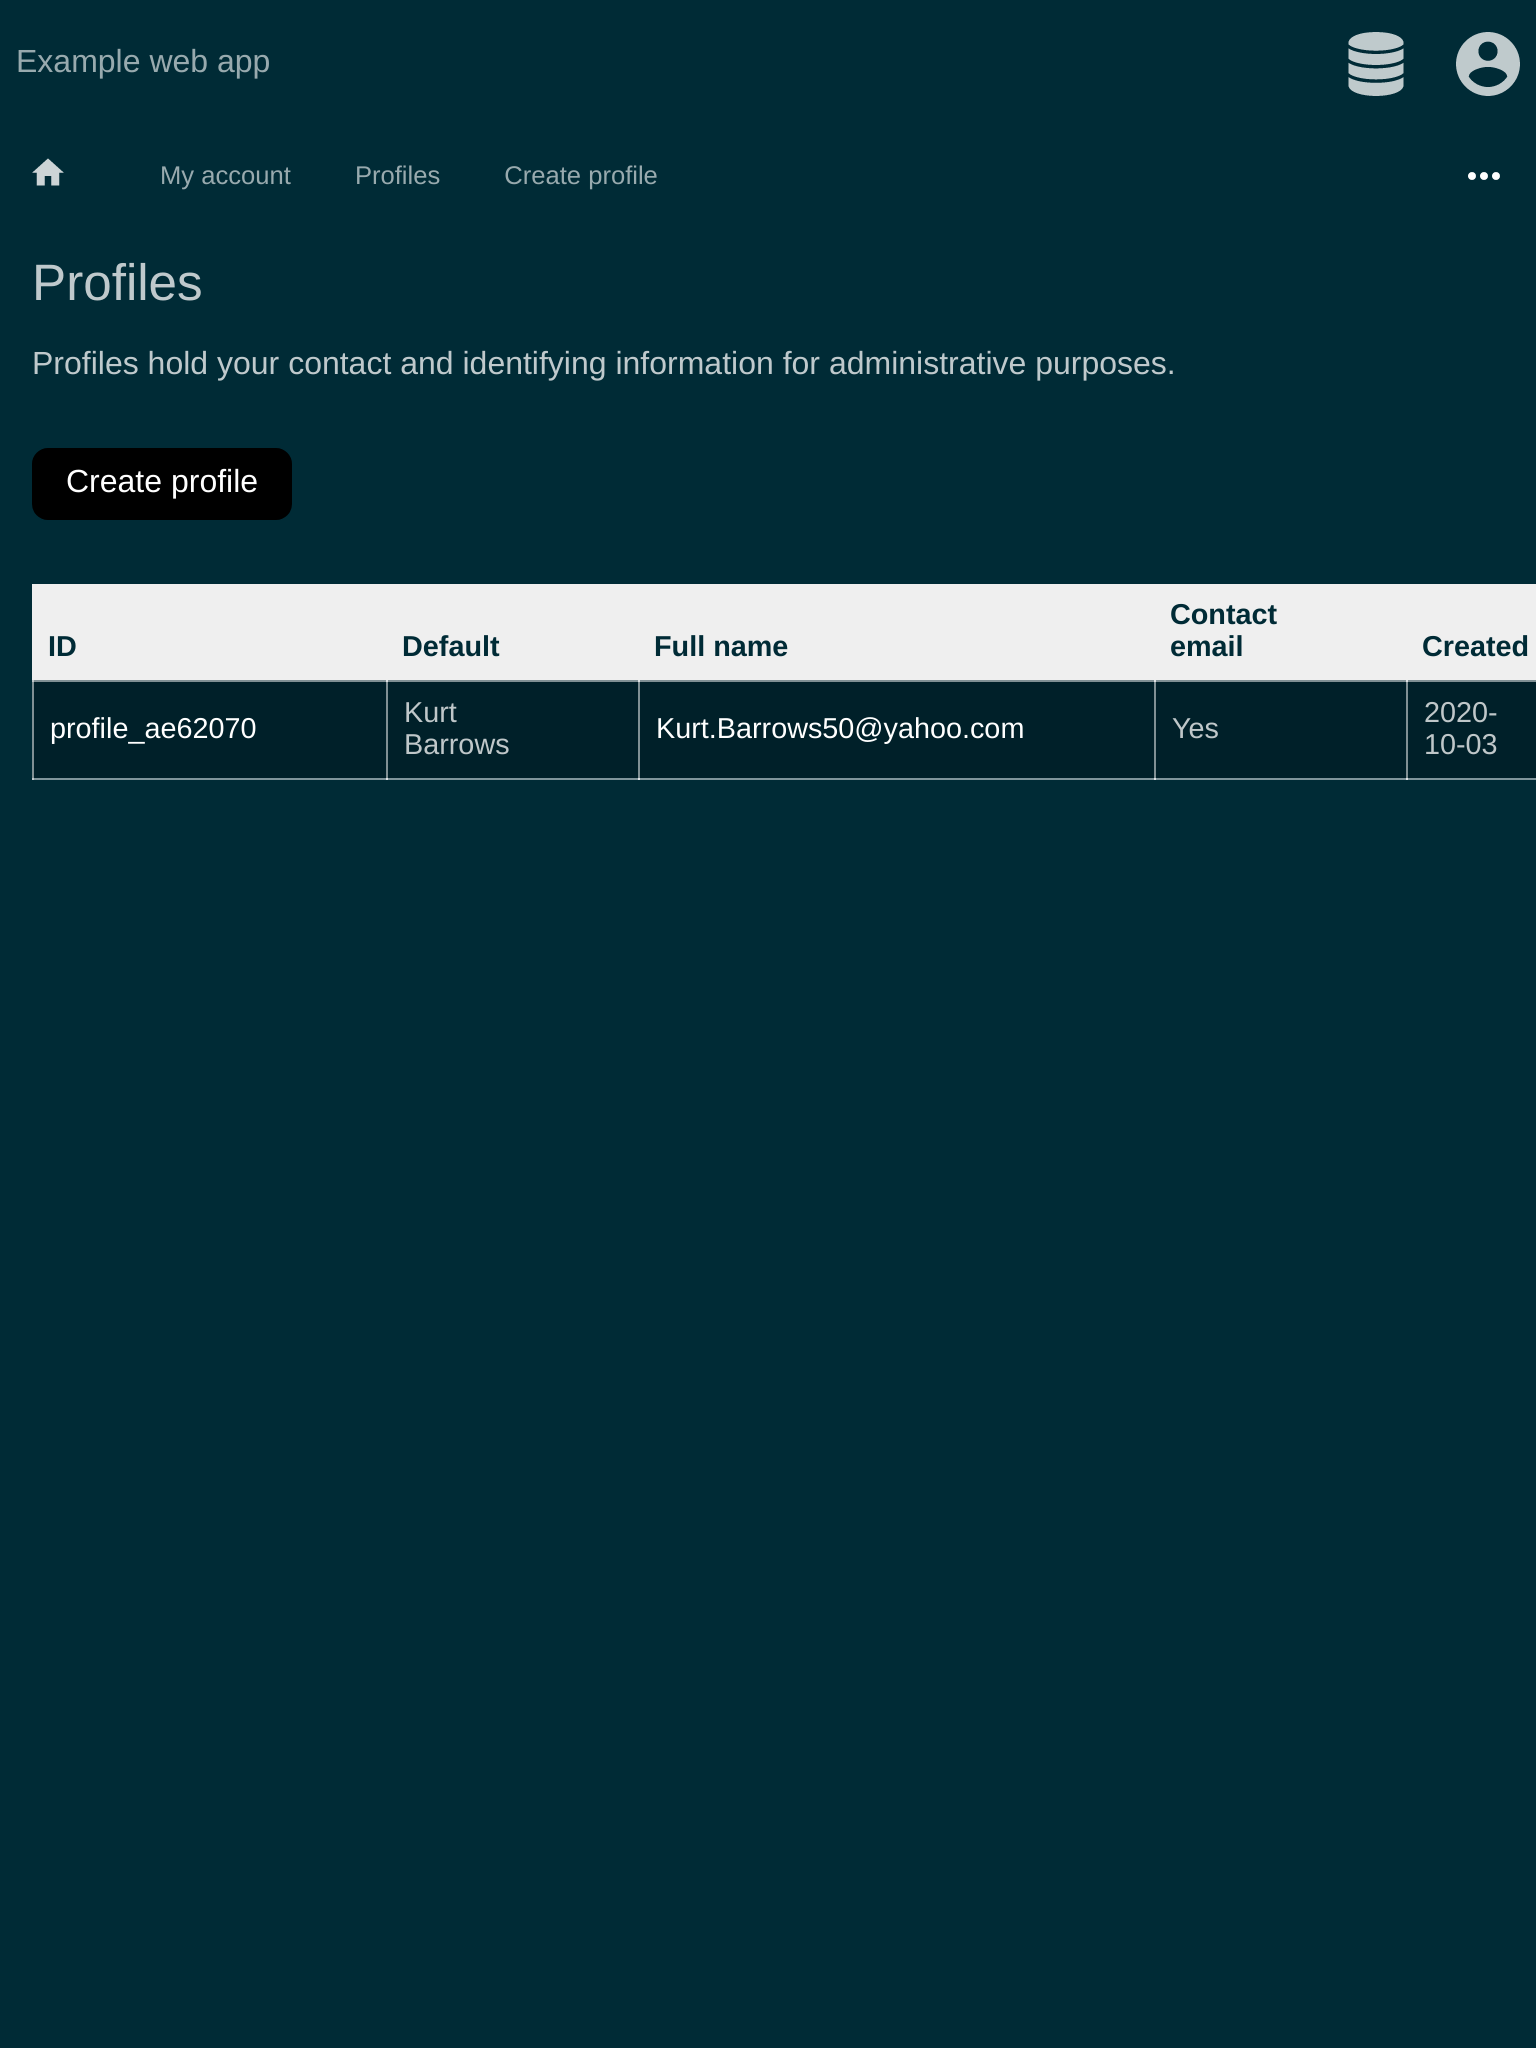 Example web app
My account Profiles Create profile
Profiles
Profiles hold your contact and identifying information for administrative purposes.
Create profile
ID Default Full name Contact email Created
profile_ae62070 Kurt Barrows Kurt.Barrows50@yahoo.com Yes 2020-10-03